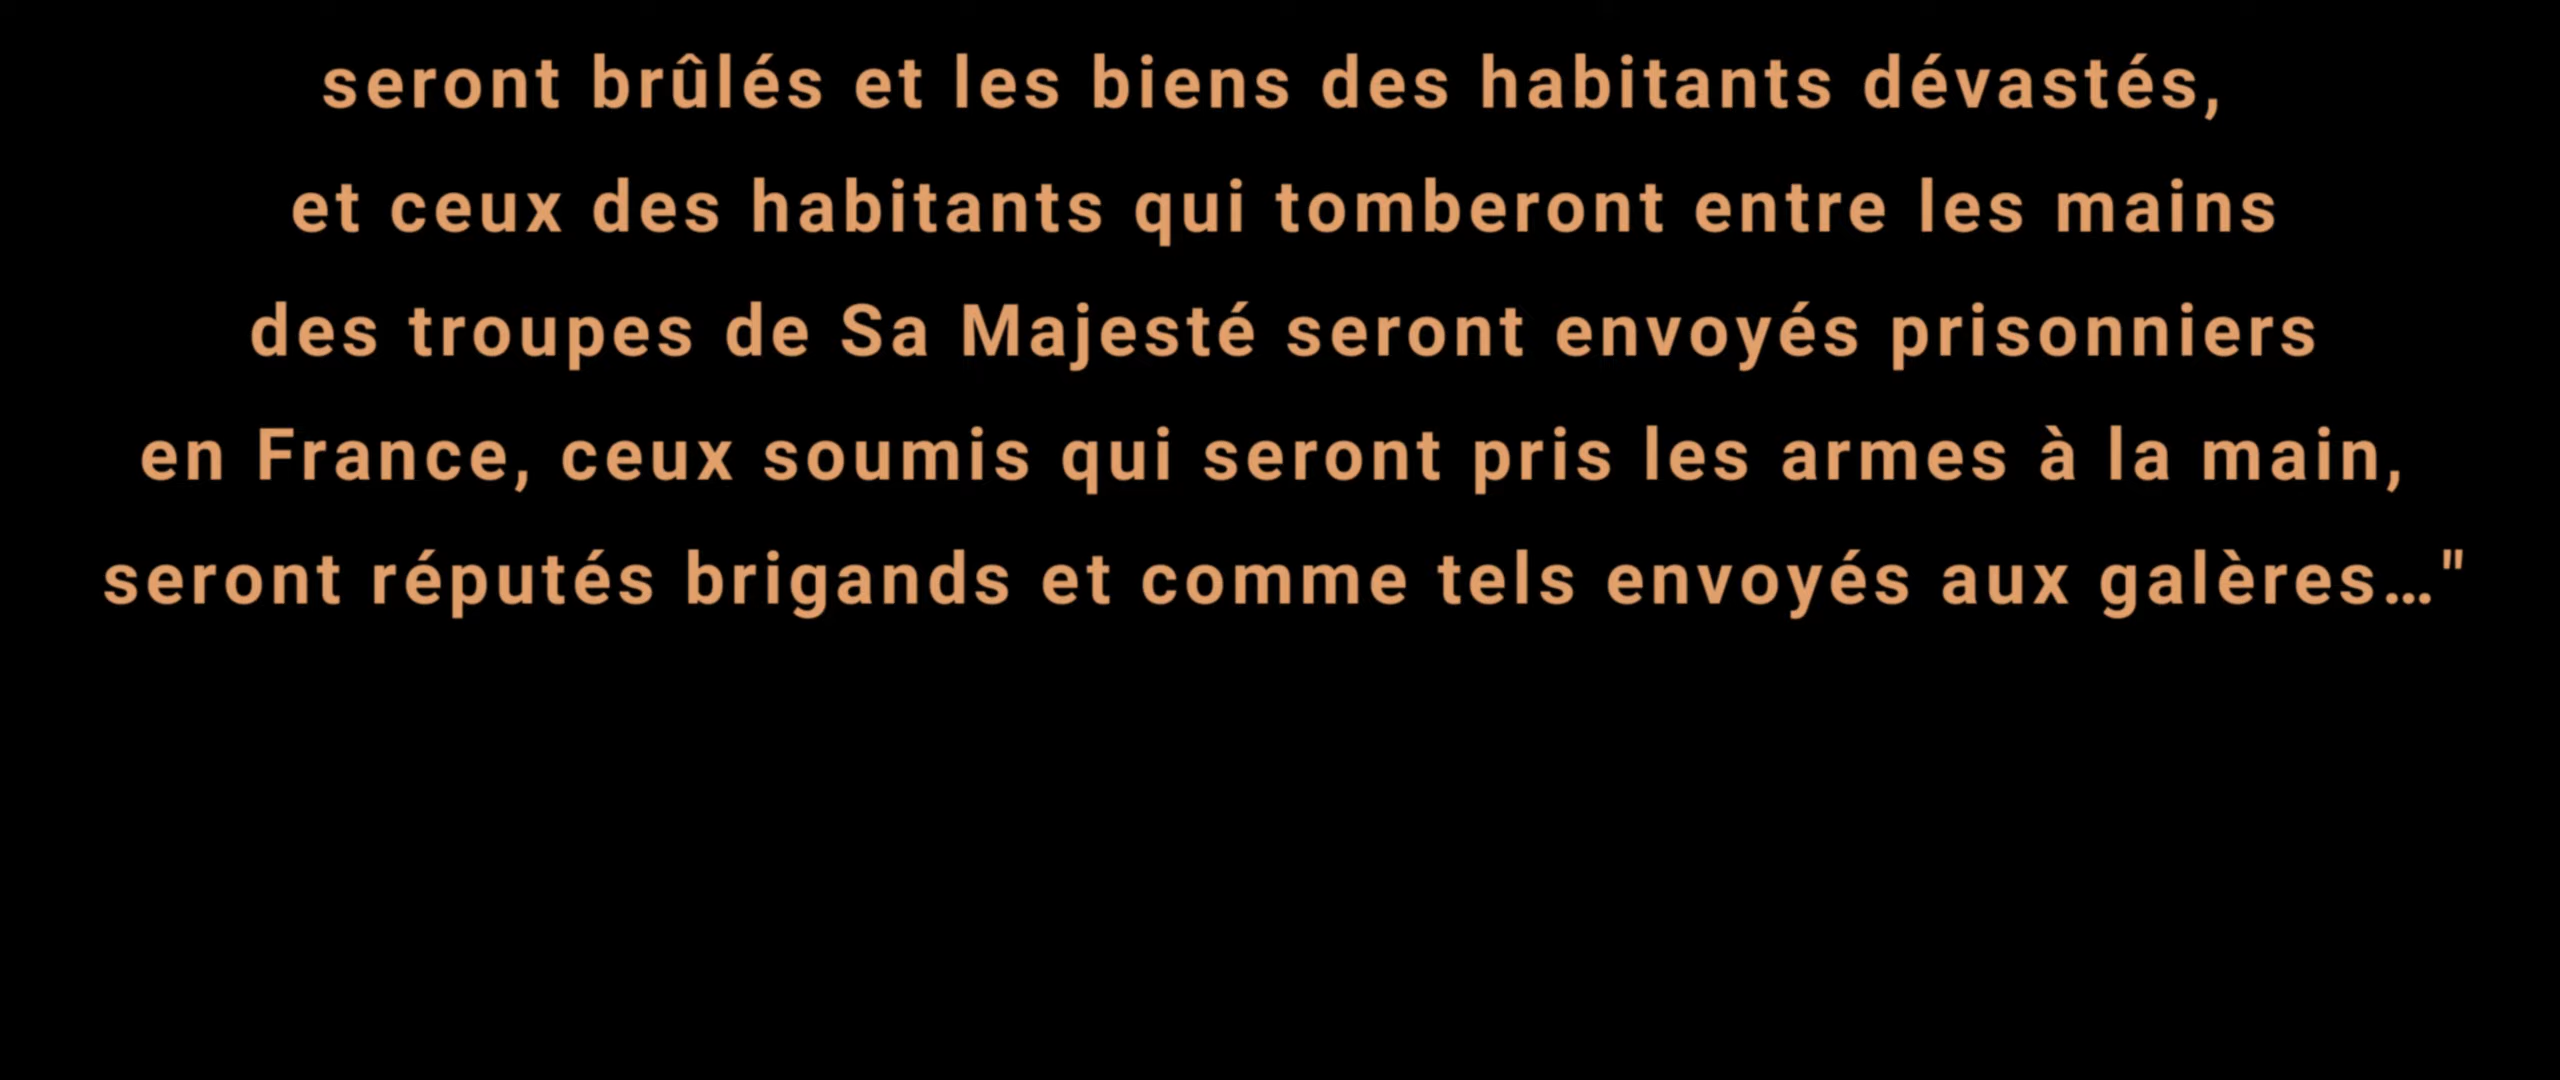 seront brûlés et les biens des habitants dévastés,
et ceux des habitants qui tomberont entre les mains
des troupes de Sa Majesté seront envoyés prisonniers
en France, ceux soumis qui seront pris les armes à la main,
seront réputés brigands et comme tels envoyés aux galères…"